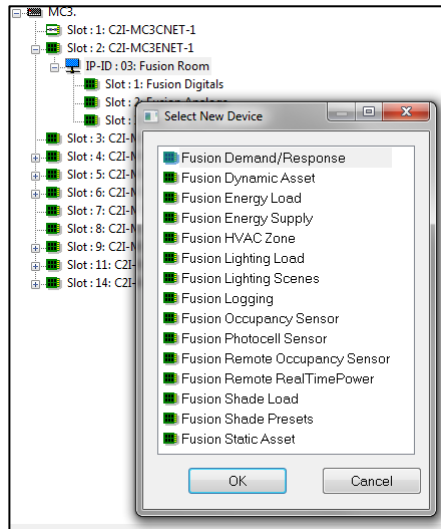 MC3.
Slot : 1: C2I-MC3CNET-1
Slot : 2: C2I-MC3ENET-1
IP-ID : 03: Fusion Room
Slot : 1: Fusion Digitals
Slot : 2: Fusion Analogs
Slot :
Slot : 3: C2I-M
Slot : 4: C2I-M
Slot : 5: C2I-M
Slot : 6: C2I-M
Slot : 7: C2I-M
Slot : 8: C2I-M
Slot : 9: C2I-M
Slot : 11: C2I-
Slot : 14: C2I-
Select New Device
Fusion Demand/Response
Fusion Dynamic Asset
Fusion Energy Load
Fusion Energy Supply
Fusion HVAC Zone
Fusion Lighting Load
Fusion Lighting Scenes
Fusion Logging
Fusion Occupancy Sensor
Fusion Photocell Sensor
Fusion Remote Occupancy Sensor
Fusion Remote RealTimePower
Fusion Shade Load
Fusion Shade Presets
Fusion Static Asset
OK
Cancel